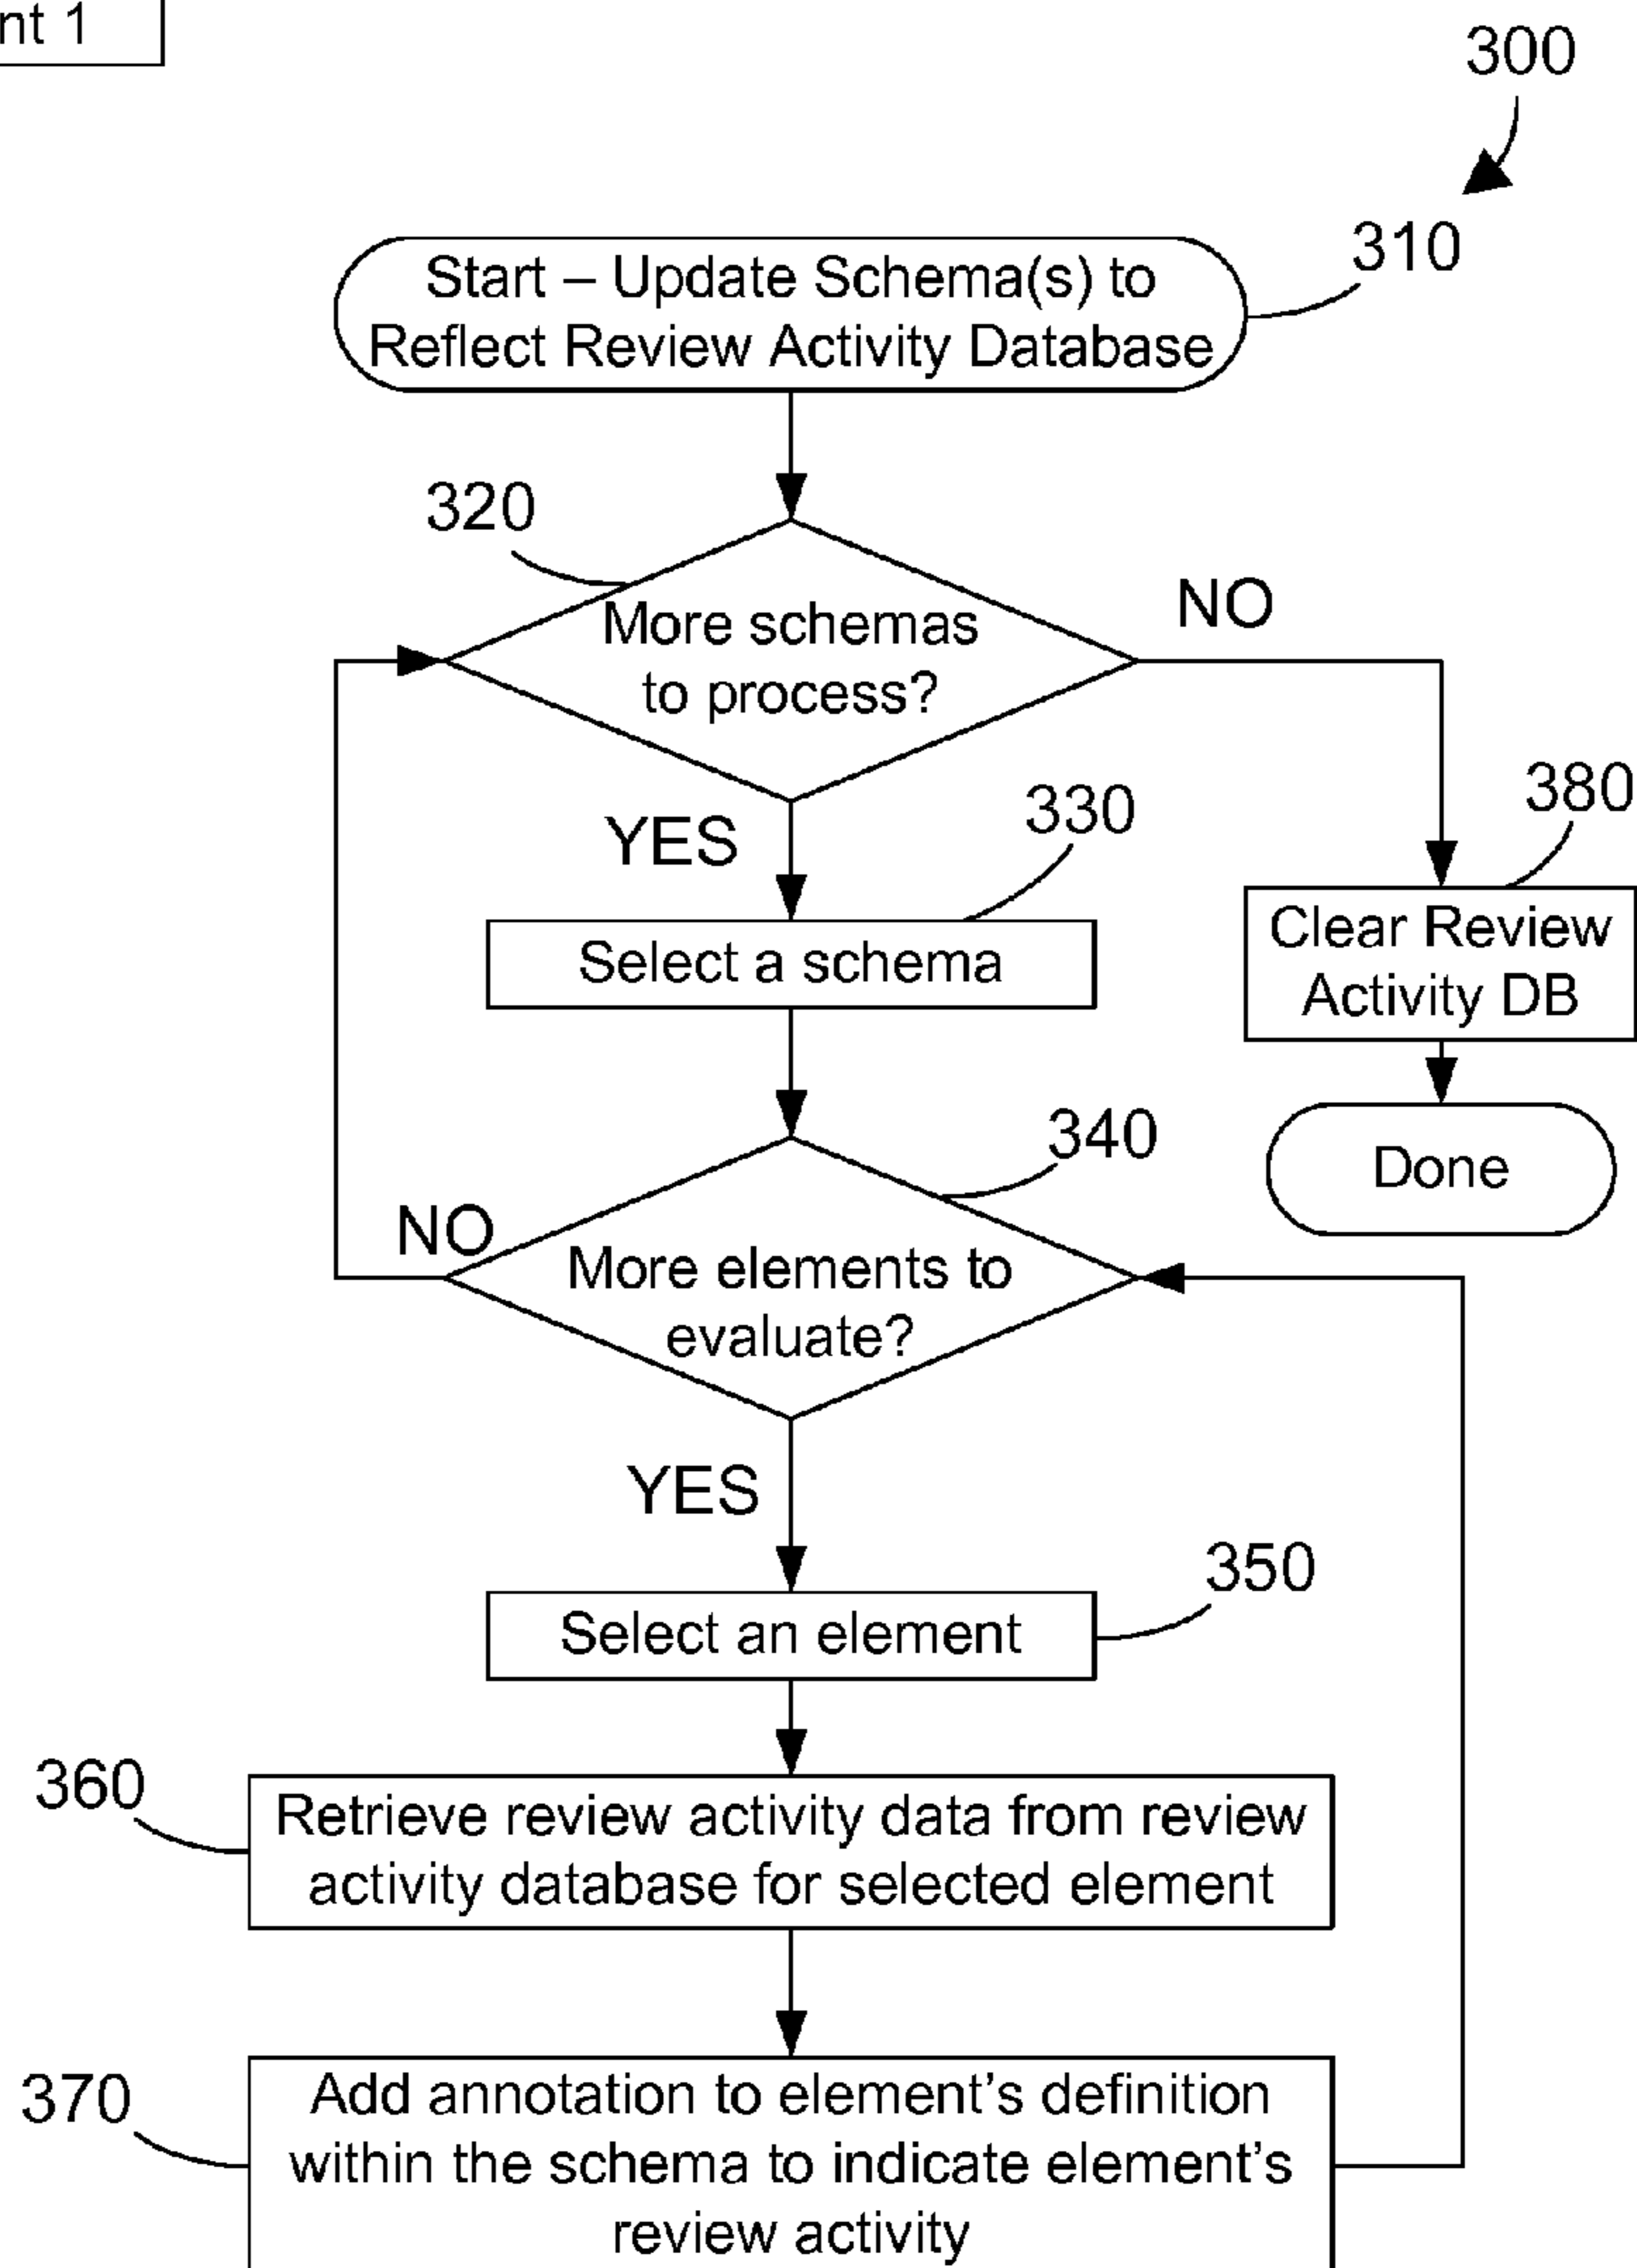 nt 1
300
310
Start – Update Schema(s) to
Reflect Review Activity Database
320
More schemas
to process?
NO
YES
330
380
Select a schema
Clear Review
Activity DB
340
Done
NO
More elements to
evaluate?
YES
350
Select an element
360
Retrieve review activity data from review
activity database for selected element
370
Add annotation to element’s definition
within the schema to indicate element’s
review activity